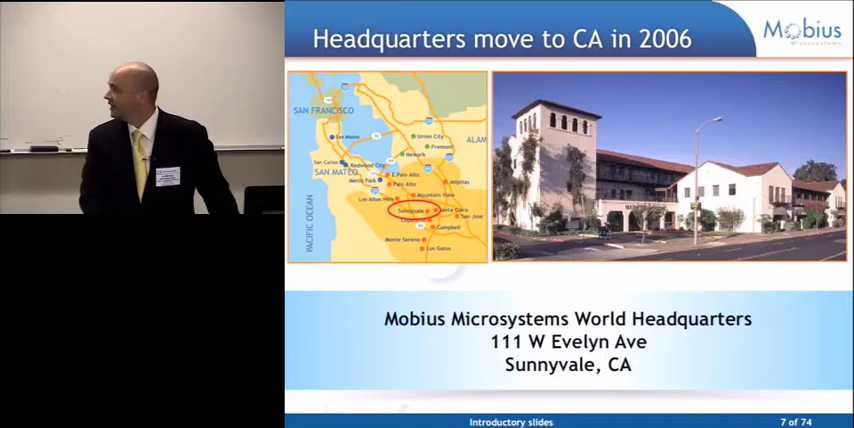 Headquarters move to CA in 2006
Mobius
Microsystems
SAN FRANCISCO
San Mateo
Union City
ALAM
Fremont
Newark
San Carlos
Redwood City
SAN MATEO
Menlo Park
E Palo Alto
Palo Alto
Milpitas
Mountain View
Los Altos Hills
Sunnyvale
Santa Clara
San Jose
Campbell
Monte Sereno
Los Gatos
PACIFIC OCEAN
Mobius Microsystems World Headquarters
111 W Evelyn Ave
Sunnyvale, CA
Introductory slides
7 of 74